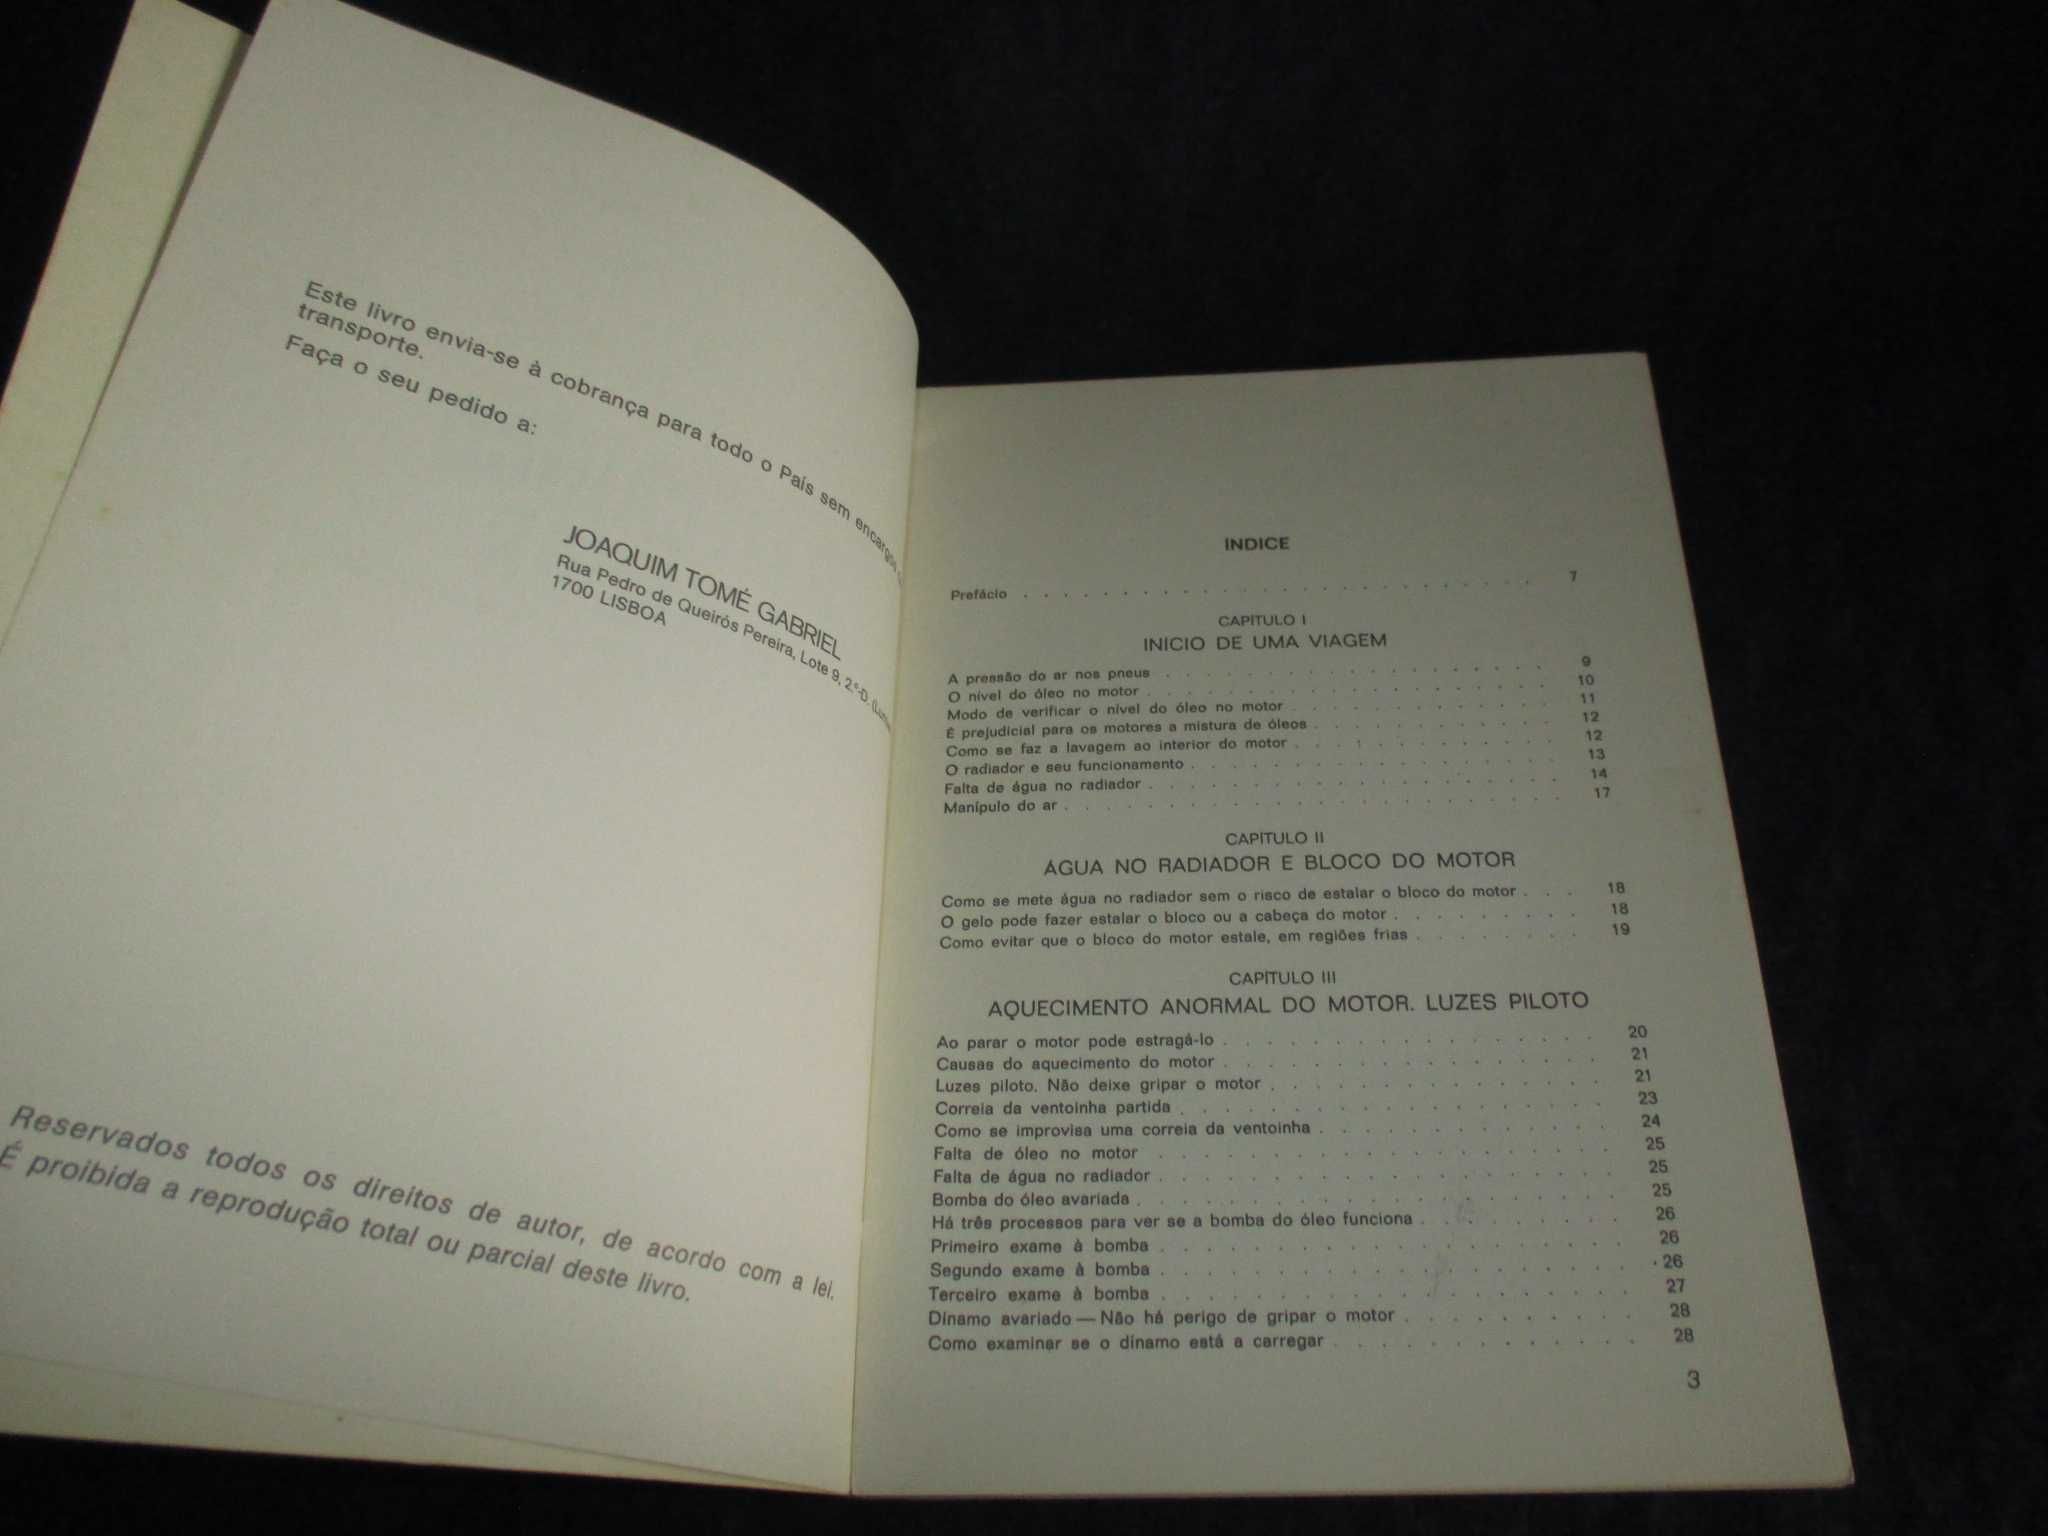 Este livro envia-se à cobrança para todo o País sem encargos
transporte.
Faça o seu pedido a:
JOAQUIM TOMÉ GABRIEL
Rua Pedro de Queirós Pereira, Lote 9, 2.º-D.
1700 LISBOA
Reservados todos os direitos de autor, de acordo com a lei.
É proibida a reprodução total ou parcial deste livro.
INDICE
Prefácio . . . . . . . . . . . . . . . . . . . . . . . . . . 7
CAPITULO I
INICIO DE UMA VIAGEM
A pressão do ar nos pneus . . . . . . . . . . . . . . . . . . . 9
O nível do óleo no motor . . . . . . . . . . . . . . . . . . . . 10
Modo de verificar o nível do óleo no motor . . . . . . . . . . . . . 11
É prejudicial para os motores a mistura de óleos . . . . . . . . . . . . 12
Como se faz a lavagem ao interior do motor . . . . . . . . . . . . . 12
O radiador e seu funcionamento . . . . . . . . . . . . . . . . . . 13
Falta de água no radiador . . . . . . . . . . . . . . . . . . . . 14
Manípulo do ar . . . . . . . . . . . . . . . . . . . . . . . . 17
CAPÍTULO II
ÁGUA NO RADIADOR E BLOCO DO MOTOR
Como se mete água no radiador sem o risco de estalar o bloco do motor . . . 18
O gelo pode fazer estalar o bloco ou a cabeça do motor . . . . . . . . . 18
Como evitar que o bloco do motor estale, em regiões frias . . . . . . . . 19
CAPÍTULO III
AQUECIMENTO ANORMAL DO MOTOR. LUZES PILOTO
Ao parar o motor pode estragá-lo . . . . . . . . . . . . . . . . . 20
Causas do aquecimento do motor . . . . . . . . . . . . . . . . . 21
Luzes piloto. Não deixe gripar o motor . . . . . . . . . . . . . . . 21
Correia da ventoinha partida . . . . . . . . . . . . . . . . . . . 23
Como se improvisa uma correia da ventoinha . . . . . . . . . . . . . 24
Falta de óleo no motor . . . . . . . . . . . . . . . . . . . . 25
Falta de água no radiador . . . . . . . . . . . . . . . . . . . . 25
Bomba do óleo avariada . . . . . . . . . . . . . . . . . . . . . 25
Há três processos para ver se a bomba do óleo funciona . . . . . . . . . 26
Primeiro exame à bomba . . . . . . . . . . . . . . . . . . . . 26
Segundo exame à bomba . . . . . . . . . . . . . . . . . . . . . 26
Terceiro exame à bomba . . . . . . . . . . . . . . . . . . . . 27
Dínamo avariado — Não há perigo de gripar o motor . . . . . . . . . . 28
Como examinar se o dínamo está a carregar . . . . . . . . . . . . . 28
3